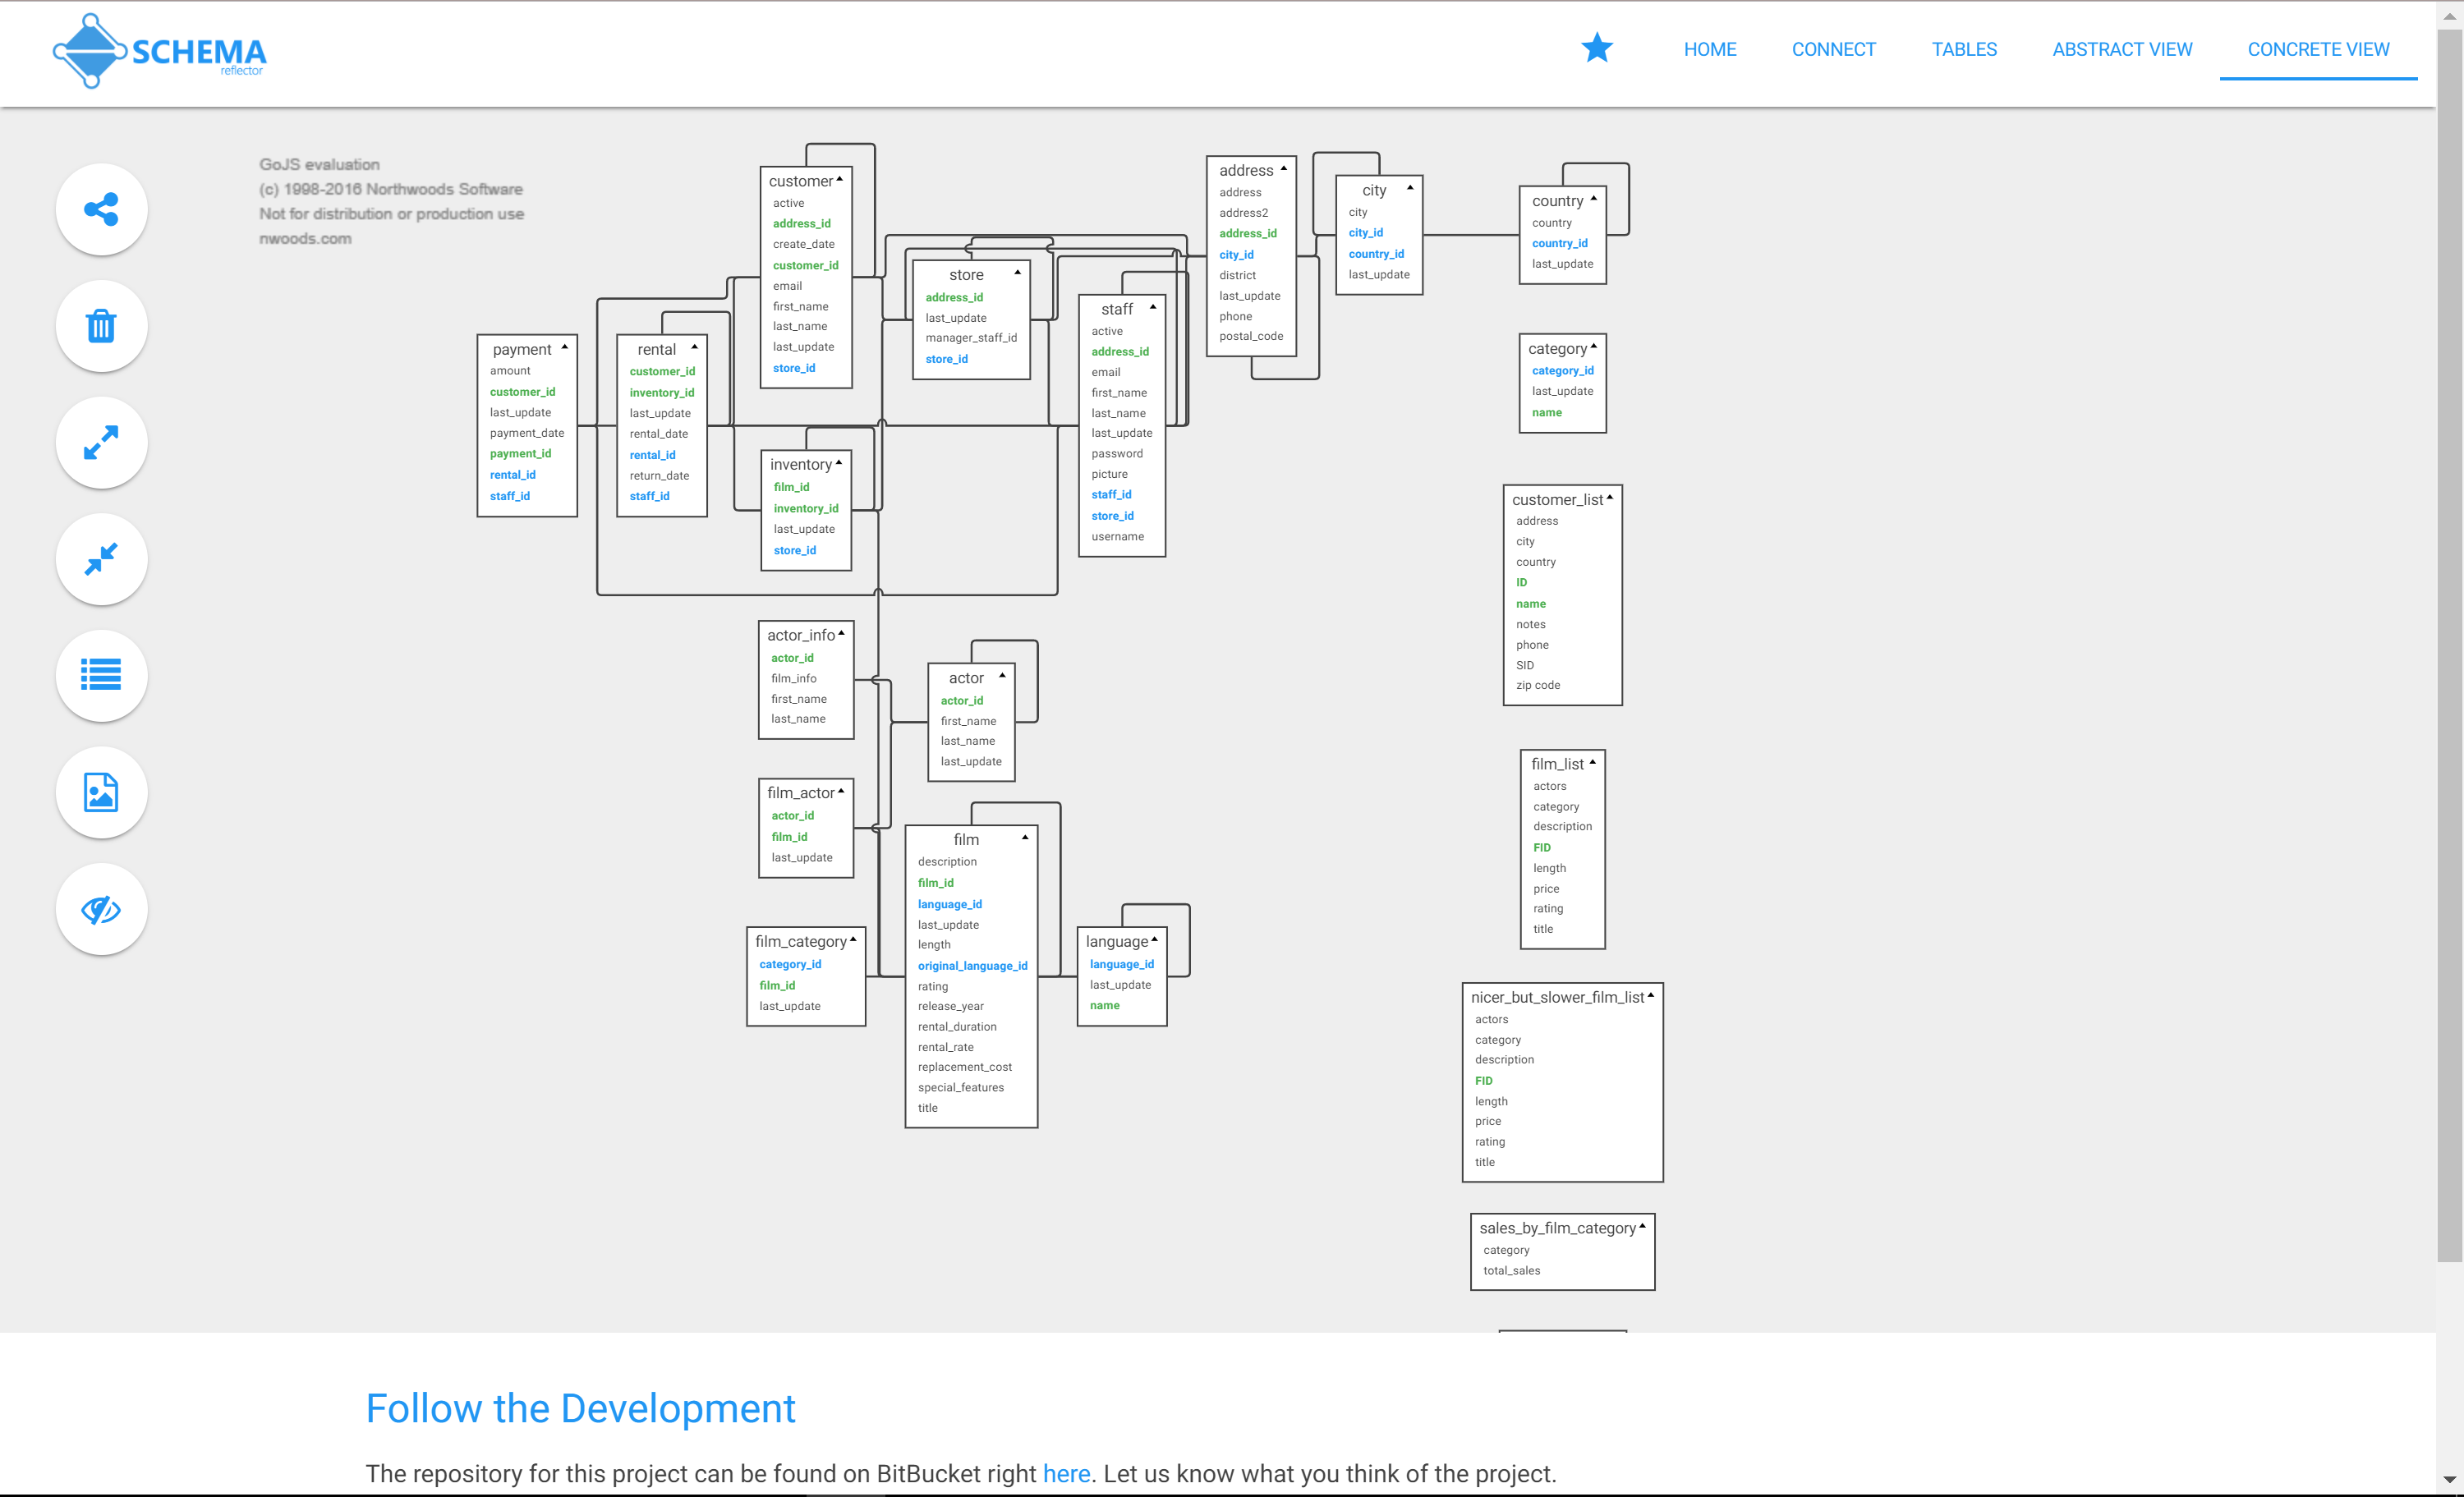 SCHEMA
reflector
HOME
CONNECT
TABLES
ABSTRACT VIEW
CONCRETE VIEW
GoJS evaluation
(c) 1998-2016 Northwoods Software
Not for distribution or production use
nwoods.com
payment
amount
customer_id
last_update
payment_date
payment_id
rental_id
staff_id
rental
customer_id
inventory_id
last_update
rental_date
rental_id
return_date
staff_id
customer
active
address_id
create_date
customer_id
email
first_name
last_name
last_update
store_id
inventory
film_id
inventory_id
last_update
store_id
store
address_id
last_update
manager_staff_id
store_id
staff
active
address_id
email
first_name
last_name
last_update
password
picture
staff_id
store_id
username
address
address
address2
address_id
city_id
district
last_update
phone
postal_code
city
city
city_id
country_id
last_update
country
country
country_id
last_update
category
category_id
last_update
name
customer_list
address
city
country
ID
name
notes
phone
SID
zip code
actor_info
actor_id
film_info
first_name
last_name
actor
actor_id
first_name
last_name
last_update
film_actor
actor_id
film_id
last_update
film
description
film_id
language_id
last_update
length
original_language_id
rating
release_year
rental_duration
rental_rate
replacement_cost
special_features
title
film_category
category_id
film_id
last_update
language
language_id
last_update
name
film_list
actors
category
description
FID
length
price
rating
title
nicer_but_slower_film_list
actors
category
description
FID
length
price
rating
title
sales_by_film_category
category
total_sales
Follow the Development
The repository for this project can be found on BitBucket right here. Let us know what you think of the project.